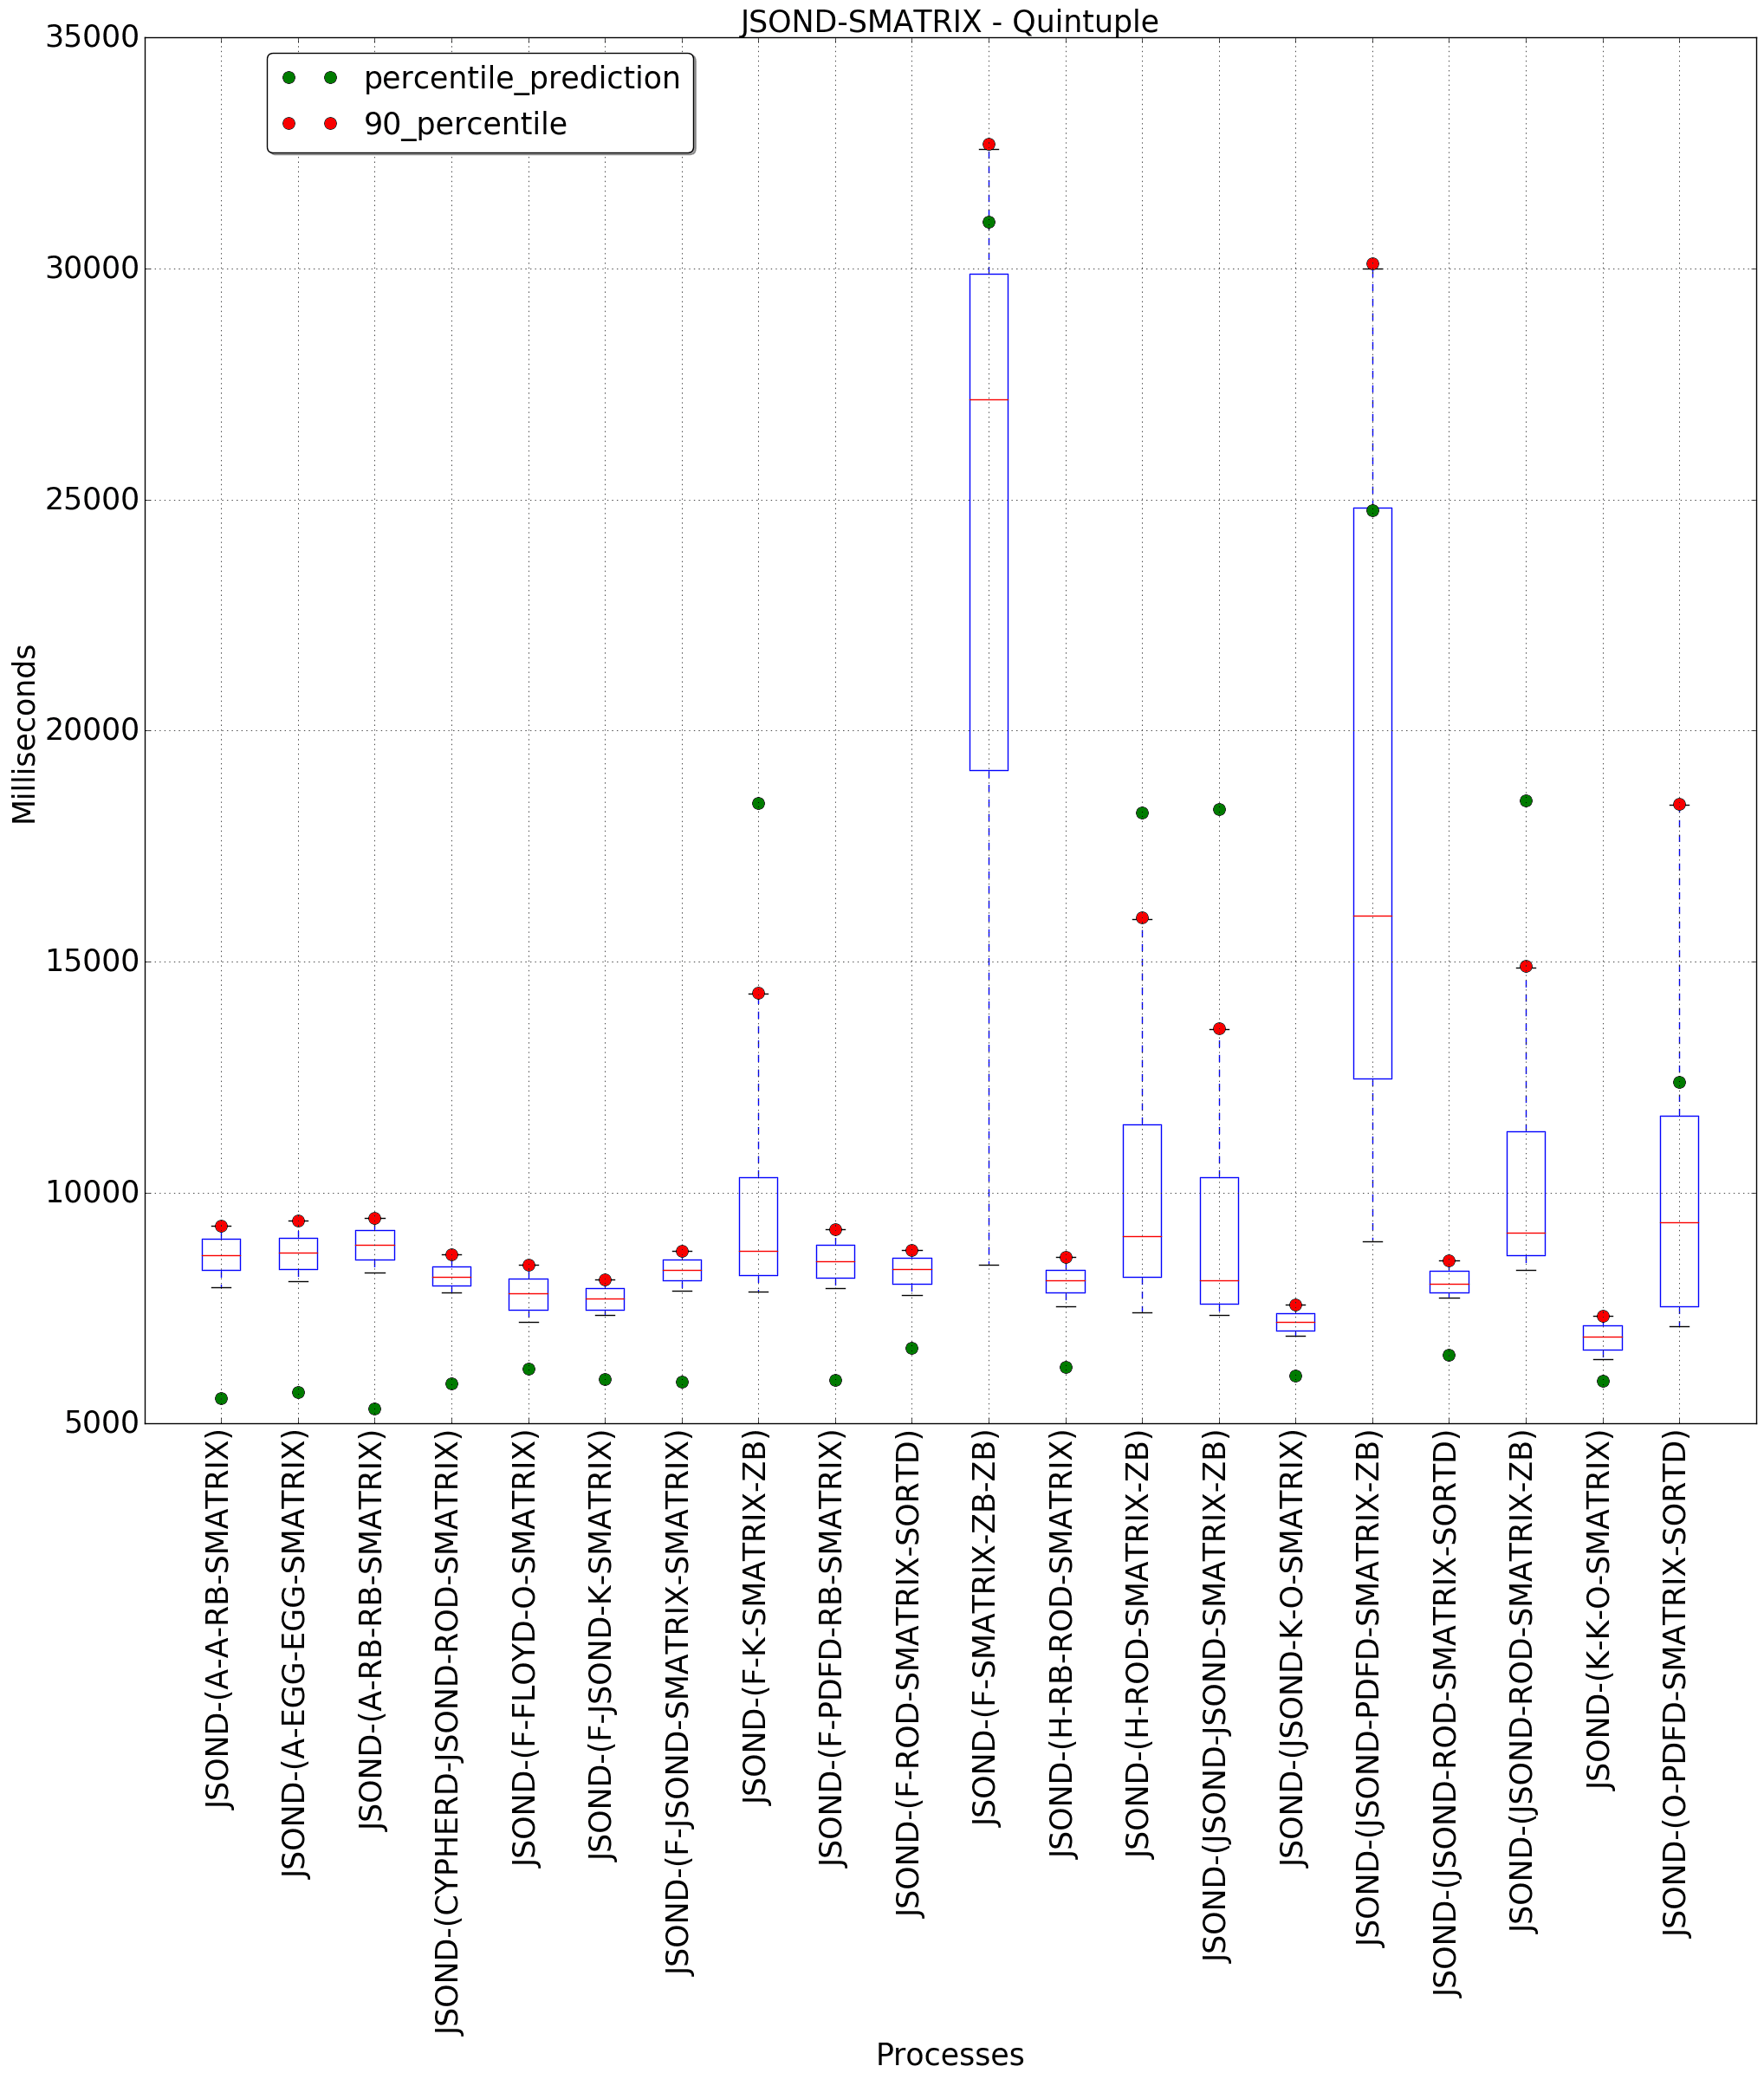 JSOND-SMATRIX - Quintuple
percentile_prediction
90_percentile
Milliseconds
35000
30000
25000
20000
15000
10000
5000
JSOND-(A-A-RB-SMATRIX)
JSOND-(A-EGG-EGG-SMATRIX)
JSOND-(A-RB-RB-SMATRIX)
JSOND-(CYPHERD-JSOND-ROD-SMATRIX)
JSOND-(F-FLOYD-O-SMATRIX)
JSOND-(F-JSOND-K-SMATRIX)
JSOND-(F-JSOND-SMATRIX-SMATRIX)
JSOND-(F-K-SMATRIX-ZB)
JSOND-(F-PDFD-RB-SMATRIX)
JSOND-(F-ROD-SMATRIX-SORTD)
JSOND-(F-SMATRIX-ZB-ZB)
JSOND-(H-RB-ROD-SMATRIX)
JSOND-(H-ROD-SMATRIX-ZB)
JSOND-(JSOND-JSOND-SMATRIX-ZB)
JSOND-(JSOND-K-O-SMATRIX)
JSOND-(JSOND-PDFD-SMATRIX-ZB)
JSOND-(JSOND-ROD-SMATRIX-SORTD)
JSOND-(JSOND-ROD-SMATRIX-ZB)
JSOND-(K-K-O-SMATRIX)
JSOND-(O-PDFD-SMATRIX-SORTD)
Processes